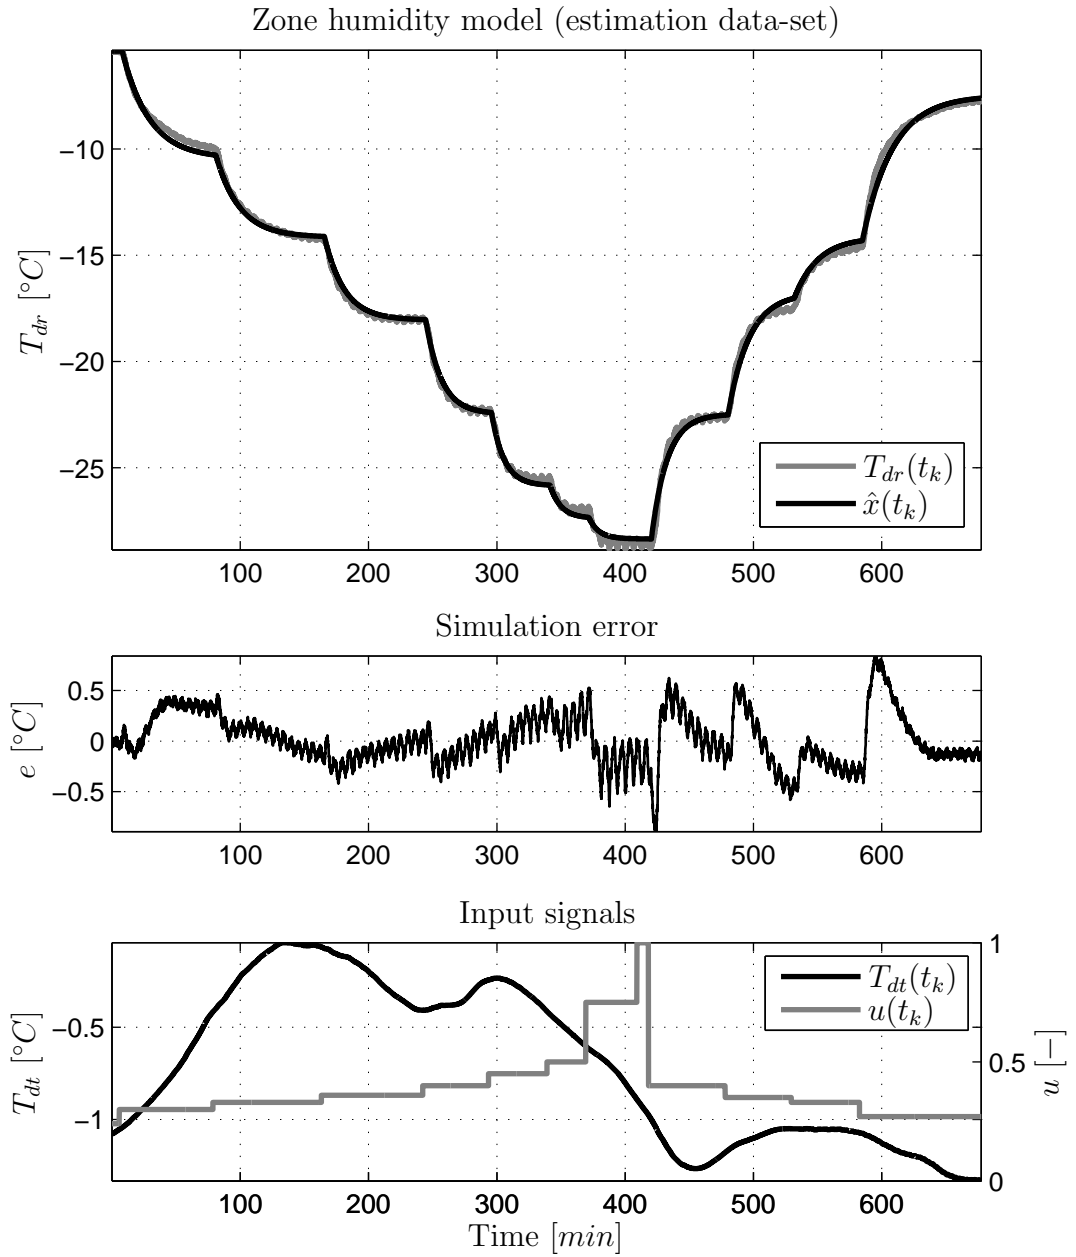 Zone humidity model (estimation data-set)
−10
−15
−20
−25
T_dr [°C]
T_dr(t_k)
x̂(t_k)
100 200 300 400 500 600
Simulation error
0.5
0
−0.5
e [°C]
100 200 300 400 500 600
Input signals
−0.5
−1
T_dt [°C]
T_dt(t_k)
u(t_k)
1
0.5
0
u [−]
100 200 300 400 500 600
Time [min]